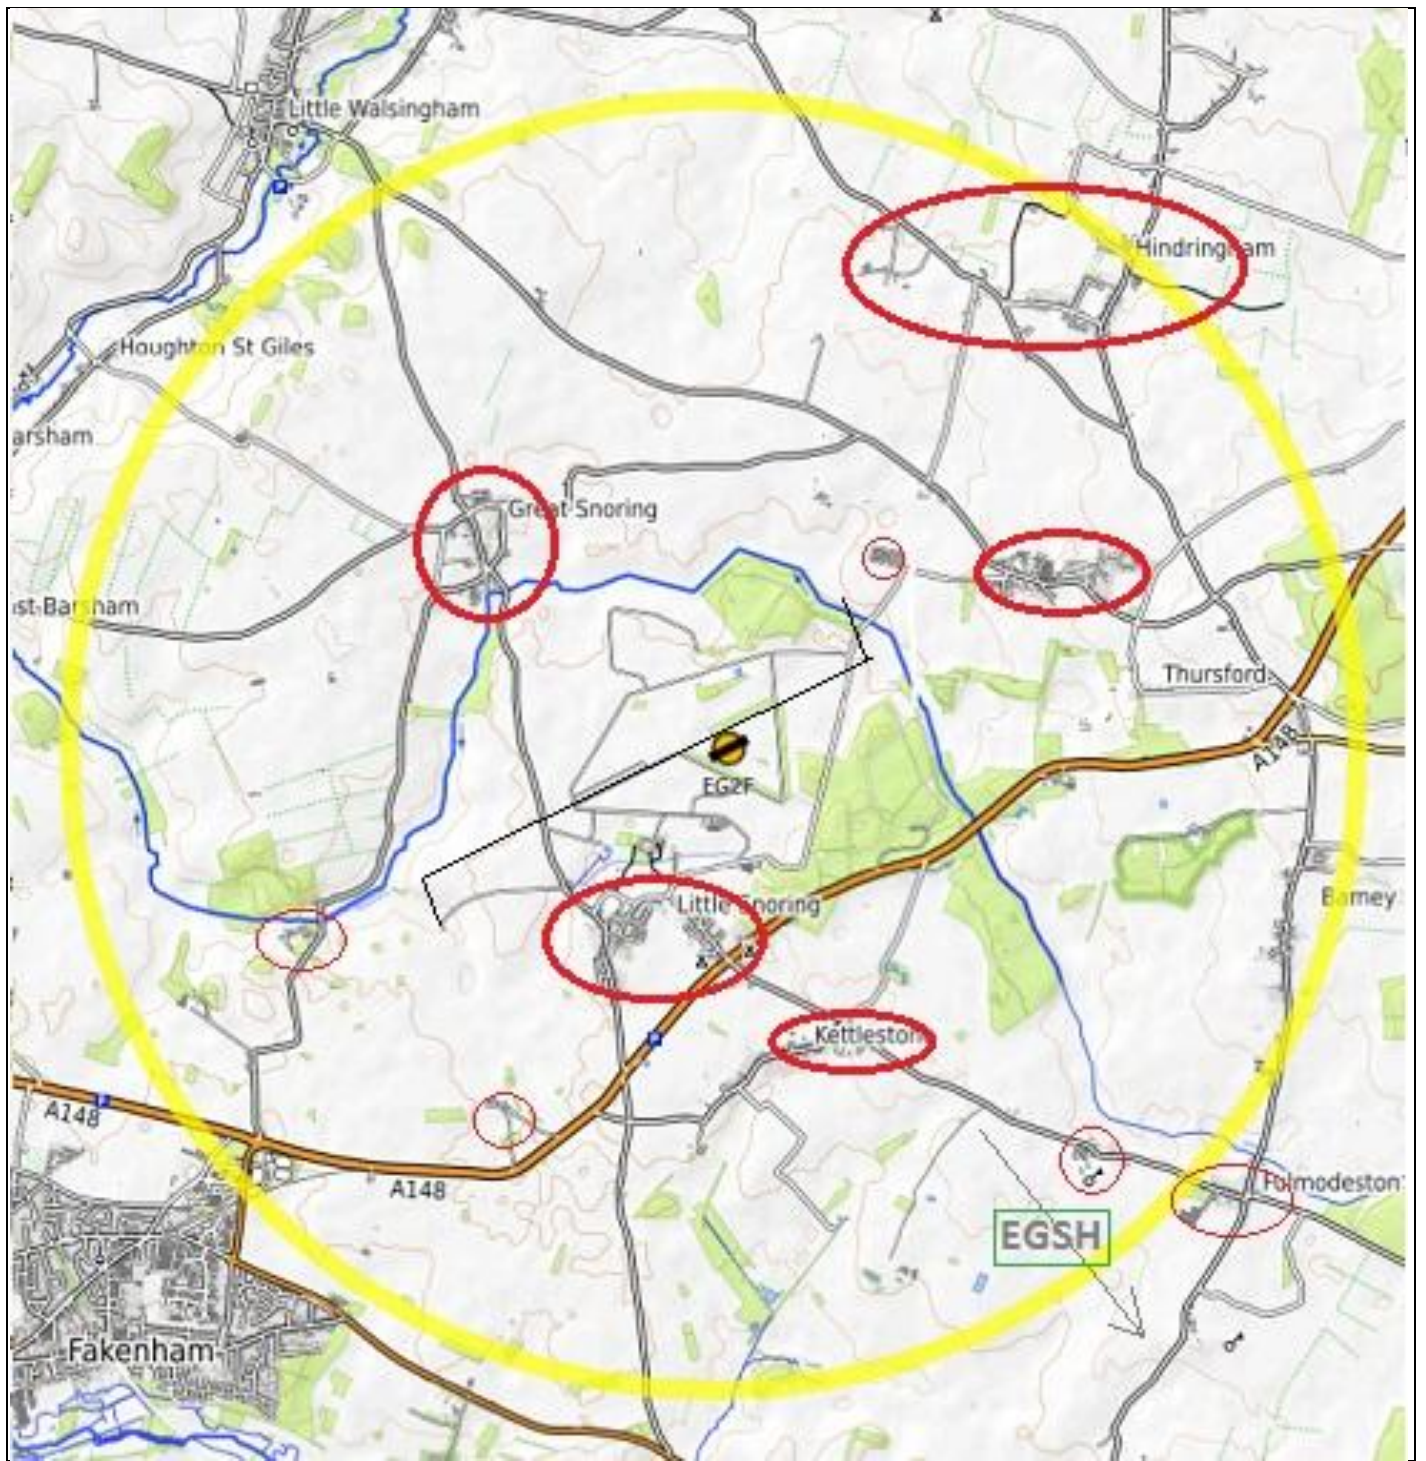 Little Walsingham
Hindringham
Houghton St Giles
arsham
Great Snoring
st Barsham
Thursford
A148
EG2F
Barney
Little Snoring
Kettleston
A148
A148
Fulmodeston
EGSH
Fakenham